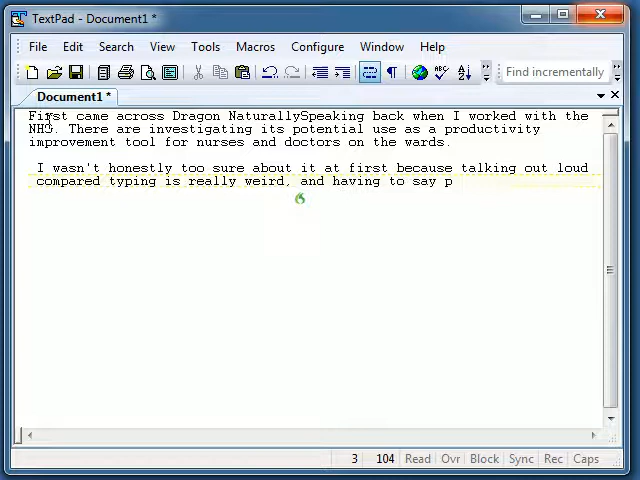 TextPad - Document1 *
File Edit Search View Tools Macros Configure Window Help
Find incrementally
Document1 *
First came across Dragon NaturallySpeaking back when I worked with the
NHS. There are investigating its potential use as a productivity
improvement tool for nurses and doctors on the wards.
I wasn't honestly too sure about it at first because talking out loud
compared typing is really weird, and having to say p
3 104 Read Ovr Block Sync Rec Caps